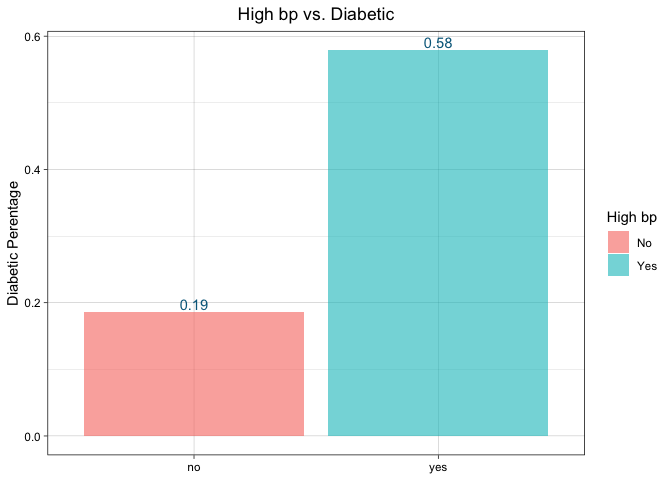 High bp vs. Diabetic
Diabetic Perentage
0.6
0.4
0.2
0.0
0.19
0.58
no
yes
High bp
No
Yes